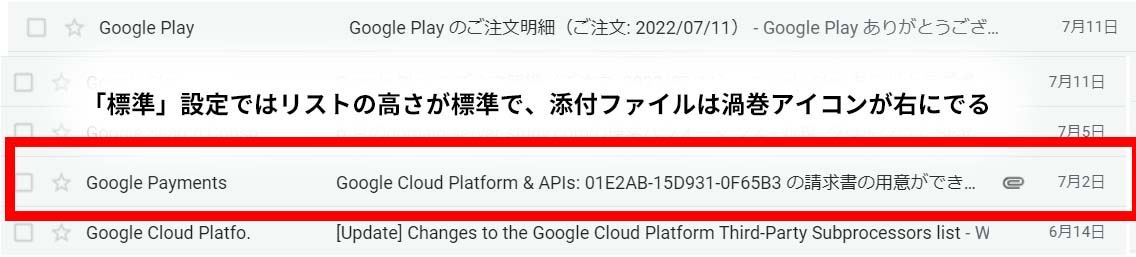 Google Play Google Play のご注文明細（ご注文: 2022/07/11） - Google Play ありがとうござ… 7月11日
7月11日
「標準」設定ではリストの高さが標準で、添付ファイルは渦巻アイコンが右にでる
7月5日
Google Payments Google Cloud Platform & APIs: 01E2AB-15D931-0F65B3 の請求書の用意ができ… 7月2日
Google Cloud Platfo. [Update] Changes to the Google Cloud Platform Third-Party Subprocessors list - W 6月14日